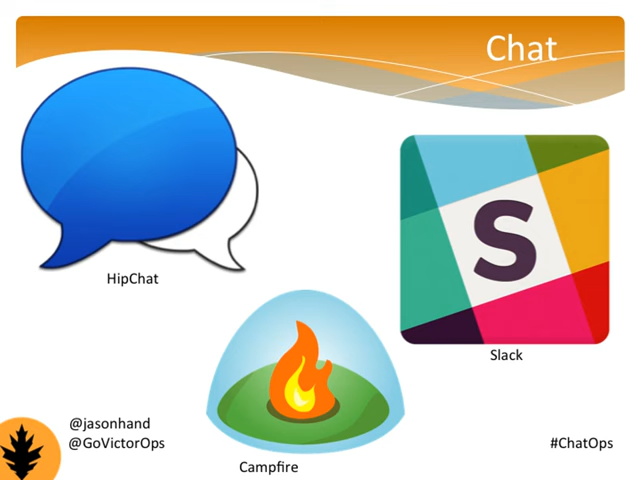 Chat
S
HipChat
Slack
Campfire
@jasonhand
@GoVictorOps
#ChatOps